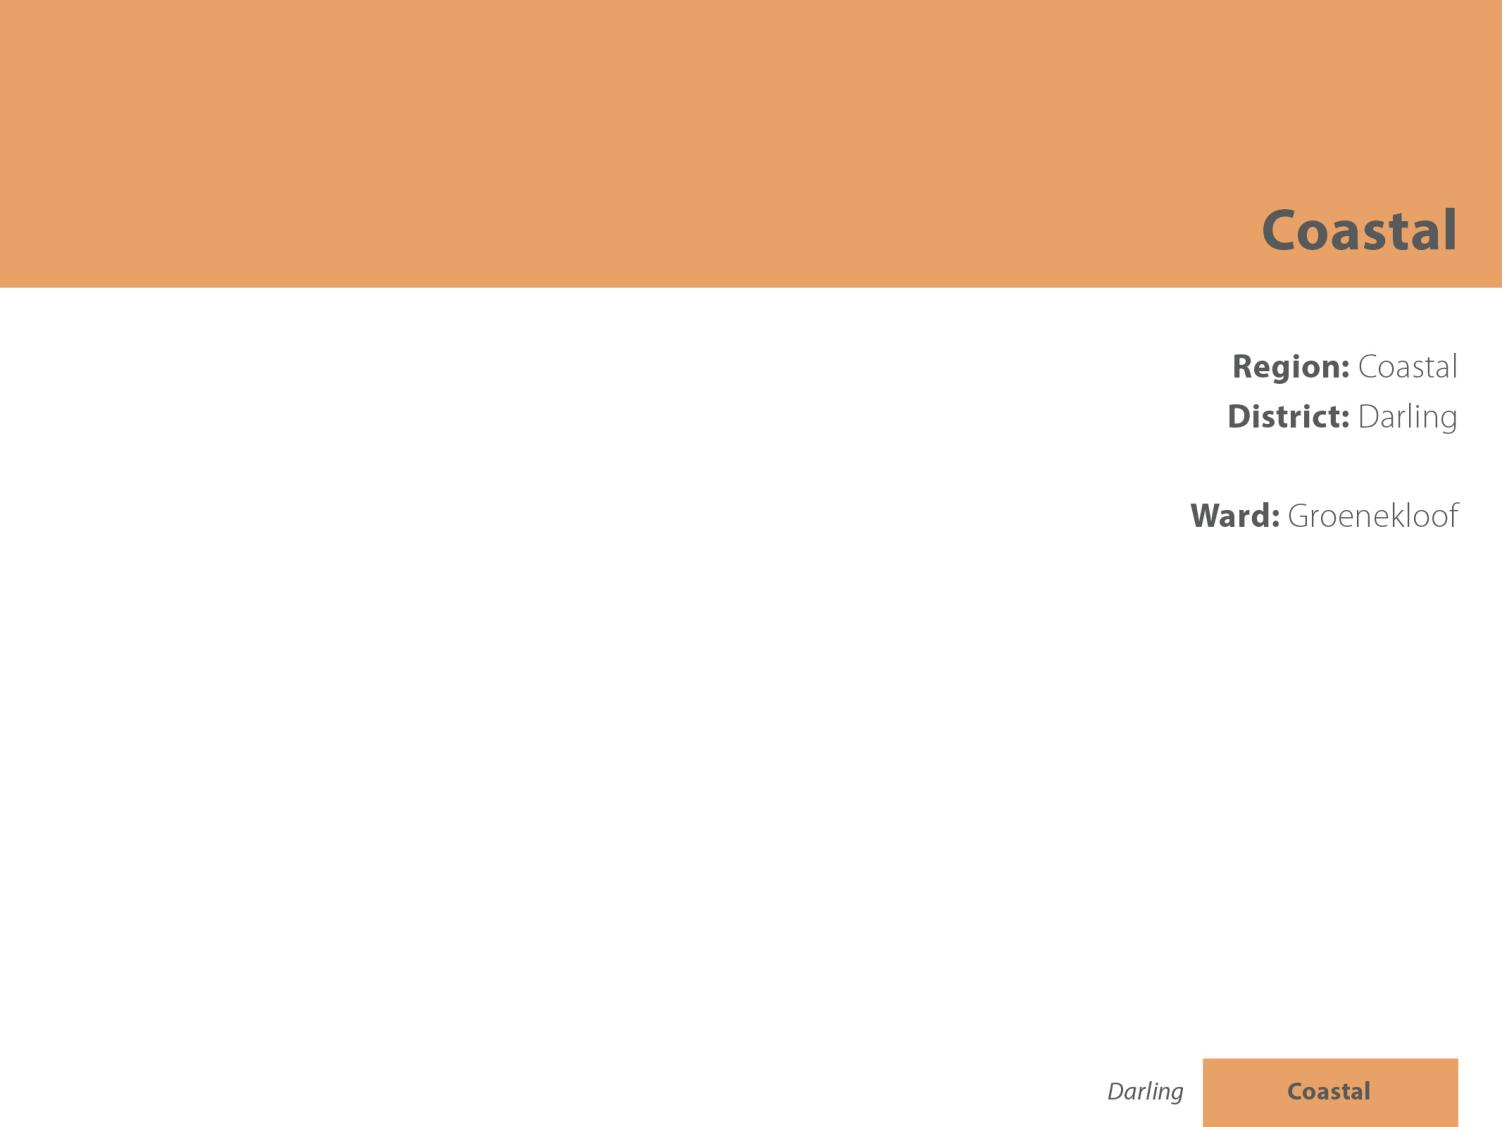 Coastal
Region: Coastal
District: Darling
Ward: Groenekloof
Darling
Coastal